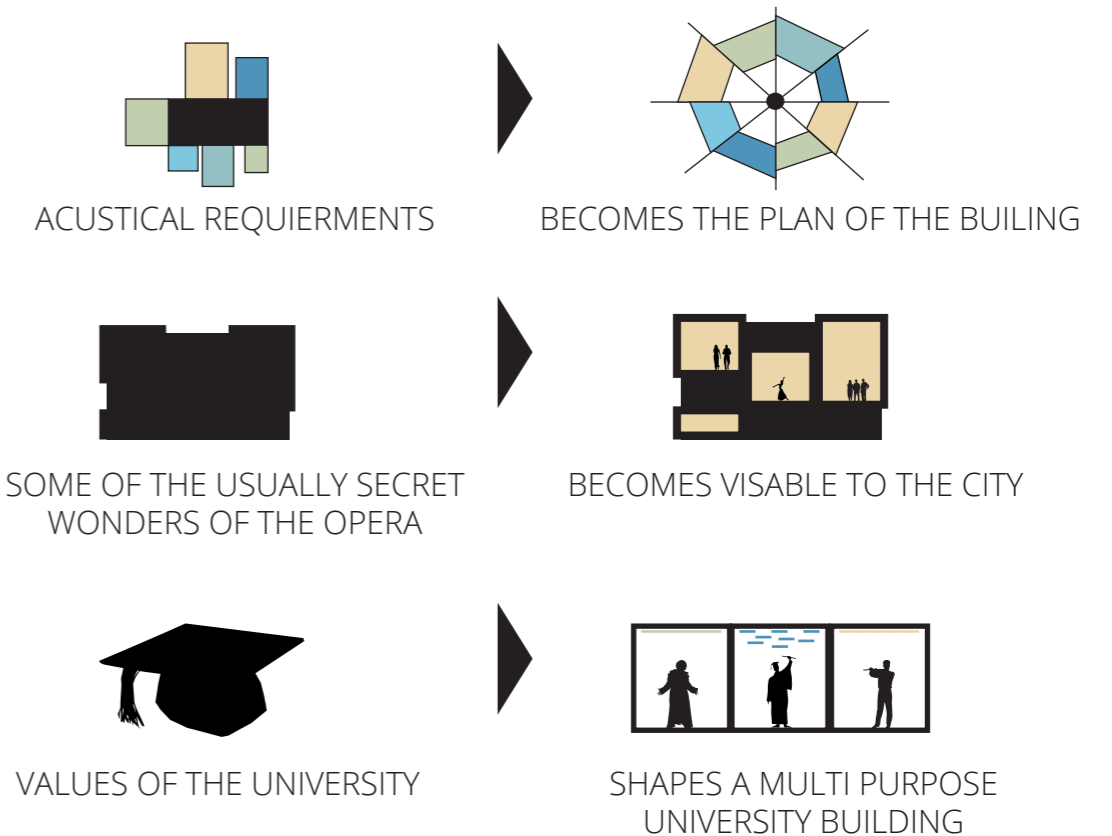 ACUSTICAL REQUIERMENTS
BECOMES THE PLAN OF THE BUILING
SOME OF THE USUALLY SECRET
WONDERS OF THE OPERA
BECOMES VISABLE TO THE CITY
VALUES OF THE UNIVERSITY
SHAPES A MULTI PURPOSE
UNIVERSITY BUILDING